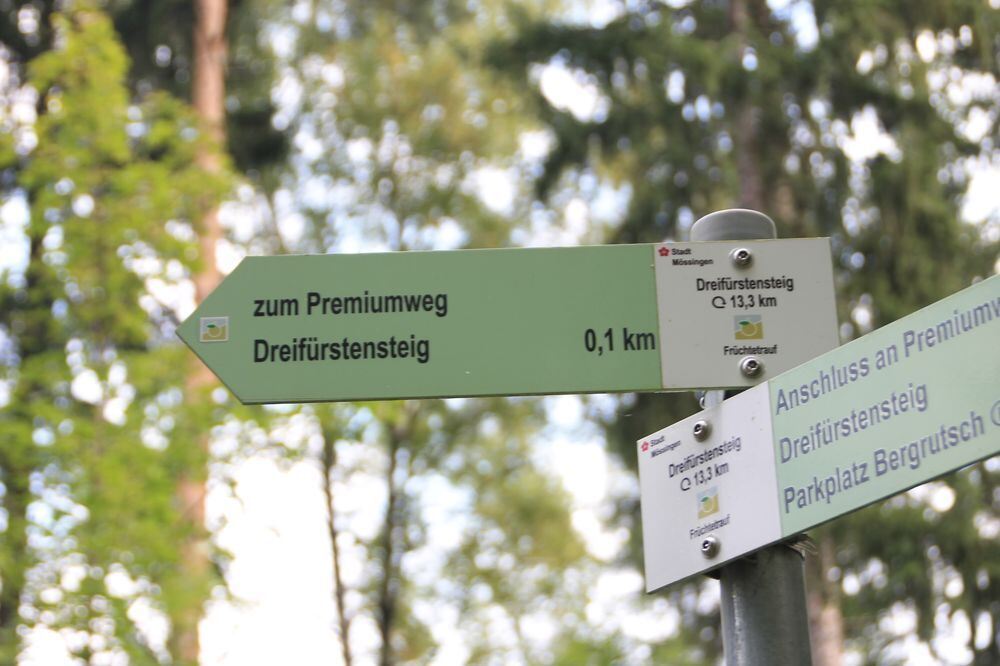 zum Premiumweg
Dreifürstensteig 0,1 km
Stadt
Mössingen
Dreifürstensteig
13,3 km
Früchtetrauf
Stadt
Mössingen
Dreifürstensteig
13,3 km
Früchtetrauf
Anschluss an
Dreifürstensteig
Parkplatz Bergrutsch